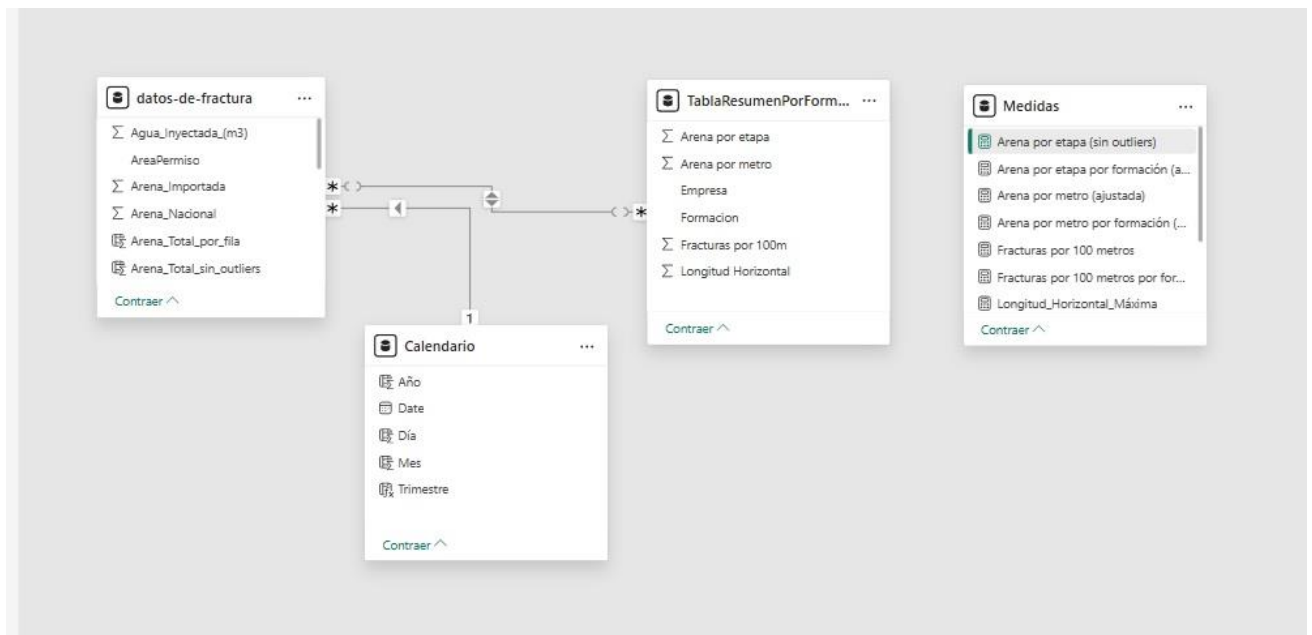 datos-de-fractura ...
Agua_Inyectada_(m3)
AreaPermiso
Arena_Importada
Arena_Nacional
Arena_Total_por_fila
Arena_Total_sin_outliers
Contraer
*
*
1
*
TablaResumenPorForm... ...
Arena por etapa
Arena por metro
Empresa
Formacion
Fracturas por 100m
Longitud Horizontal
Contraer
Medidas ...
Arena por etapa (sin outliers)
Arena por etapa por formación (a...
Arena por metro (ajustada)
Arena por metro por formación (...
Fracturas por 100 metros
Fracturas por 100 metros por for...
Longitud_Horizontal_Máxima
Contraer
Calendario ...
Año
Date
Día
Mes
Trimestre
Contraer